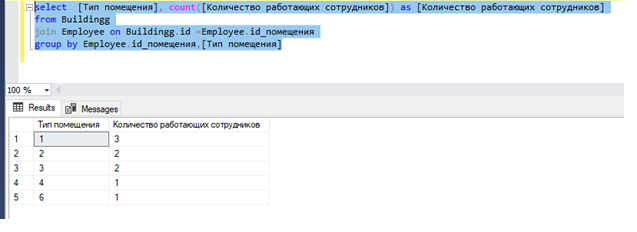 select [Тип помещения], count([Количество работающих сотрудников]) as [Количество работающих сотрудников]
from Buildingg
join Employee on Buildingg.id =Employee.id_помещения
group by Employee.id_помещения,[Тип помещения]
100 %
Results Messages
Тип помещения Количество работающих сотрудников
1 1 3
2 2 2
3 3 2
4 4 1
5 6 1